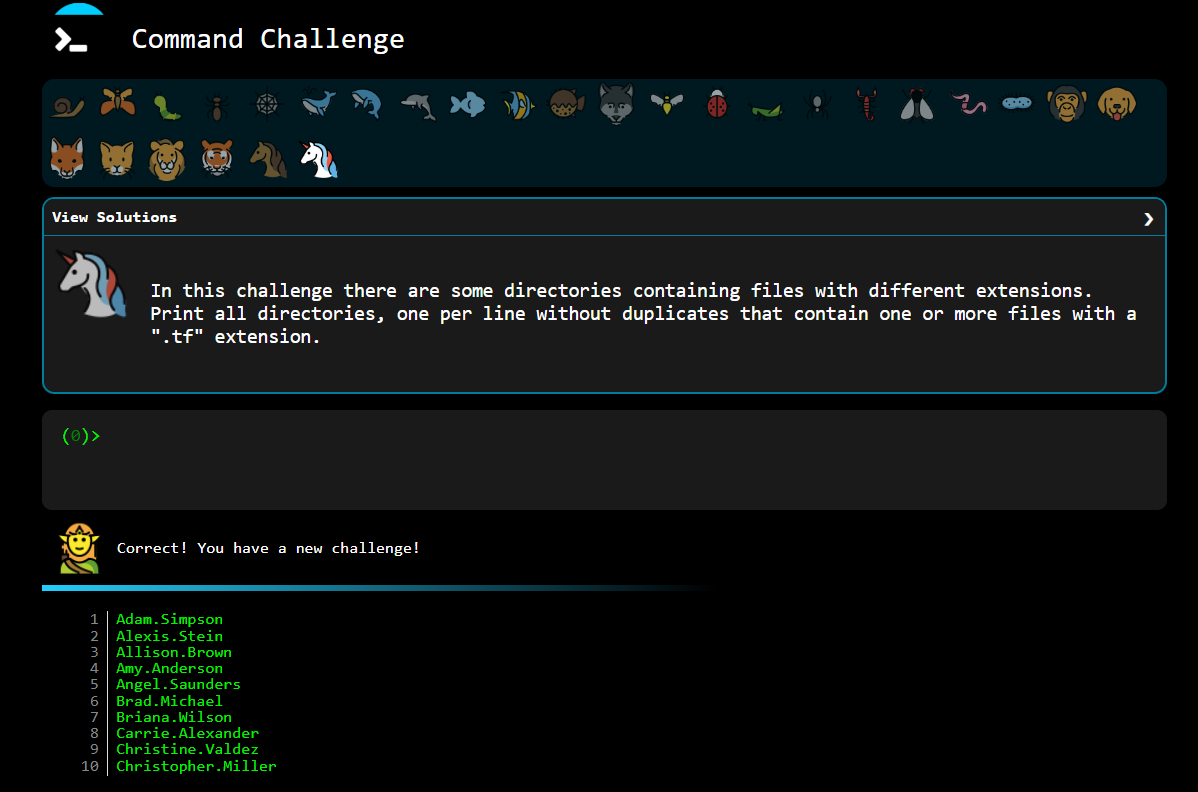 Command Challenge
View Solutions
In this challenge there are some directories containing files with different extensions.
Print all directories, one per line without duplicates that contain one or more files with a
".tf" extension.
(0)>
Correct! You have a new challenge!
1 Adam.Simpson
2 Alexis.Stein
3 Allison.Brown
4 Amy.Anderson
5 Angel.Saunders
6 Brad.Michael
7 Briana.Wilson
8 Carrie.Alexander
9 Christine.Valdez
10 Christopher.Miller